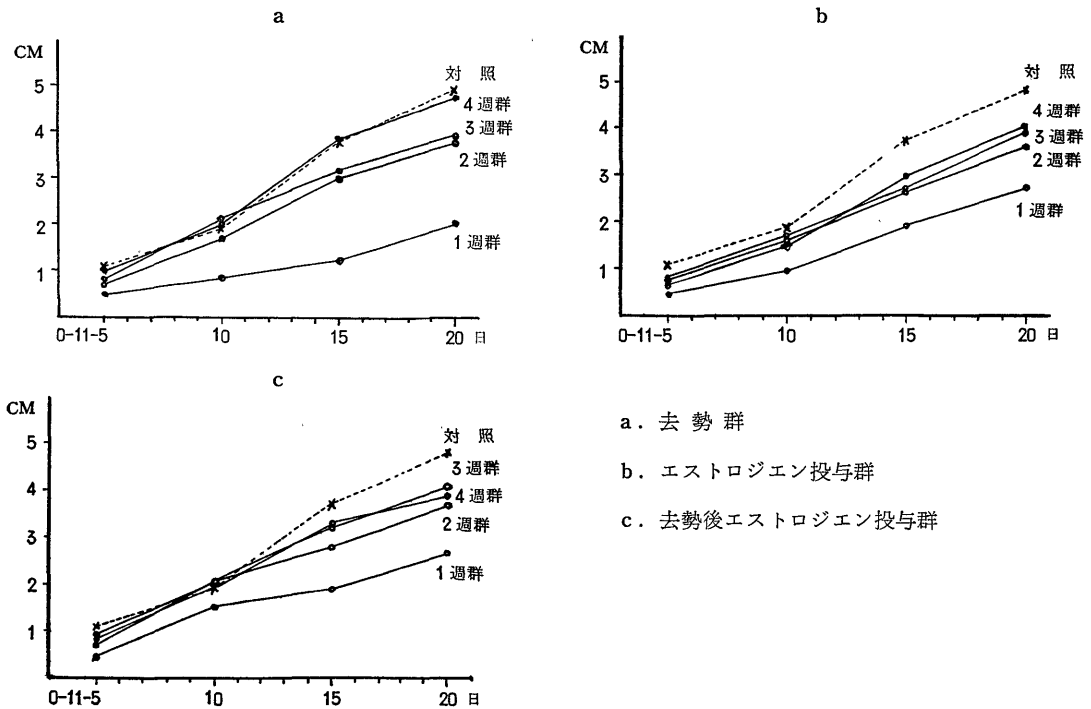 a
CM
5
4
3
2
1
対 照
4週群
3週群
2週群
1週群
0-11-5 10 15 20 日
b
CM
5
4
3
2
1
対 照
4週群
3週群
2週群
1週群
0-11-5 10 15 20 日
c
CM
5
4
3
2
1
対 照
3週群
4週群
2週群
1週群
0-11-5 10 15 20 日
a. 去 勢 群
b. エストロジエン投与群
c. 去勢後エストロジエン投与群